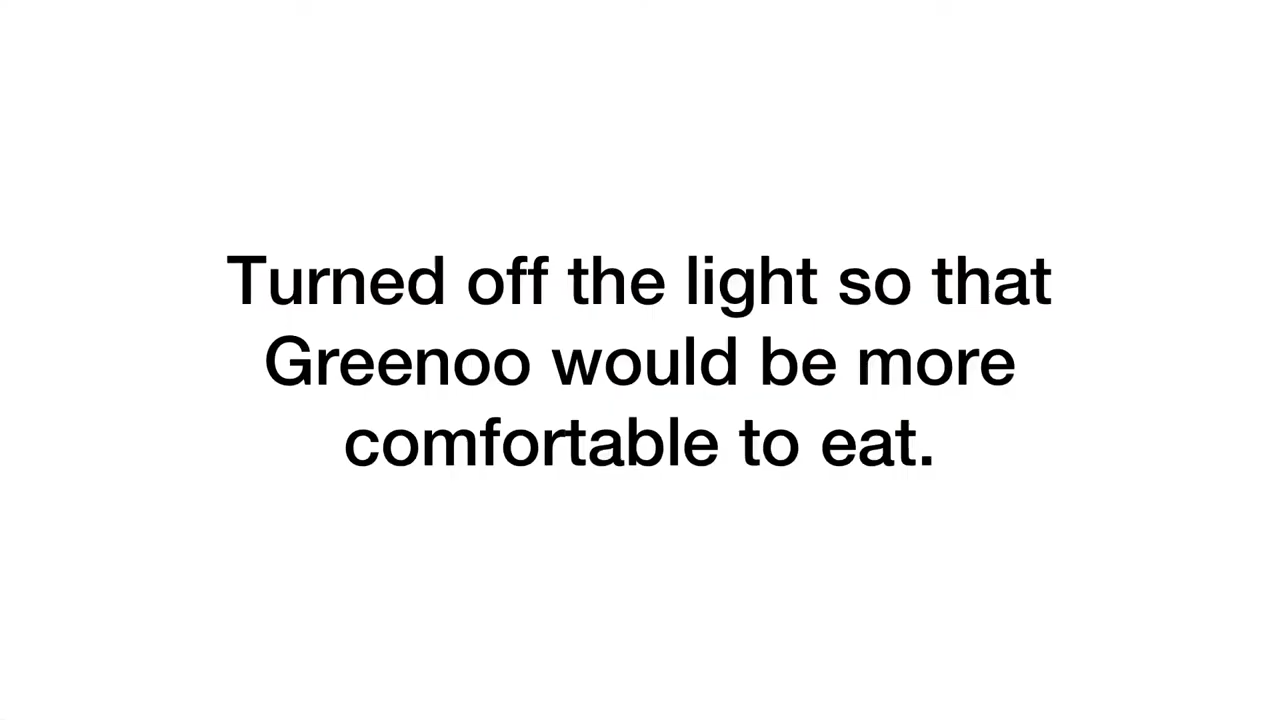 Turned off the light so that
Greenoo would be more
comfortable to eat.